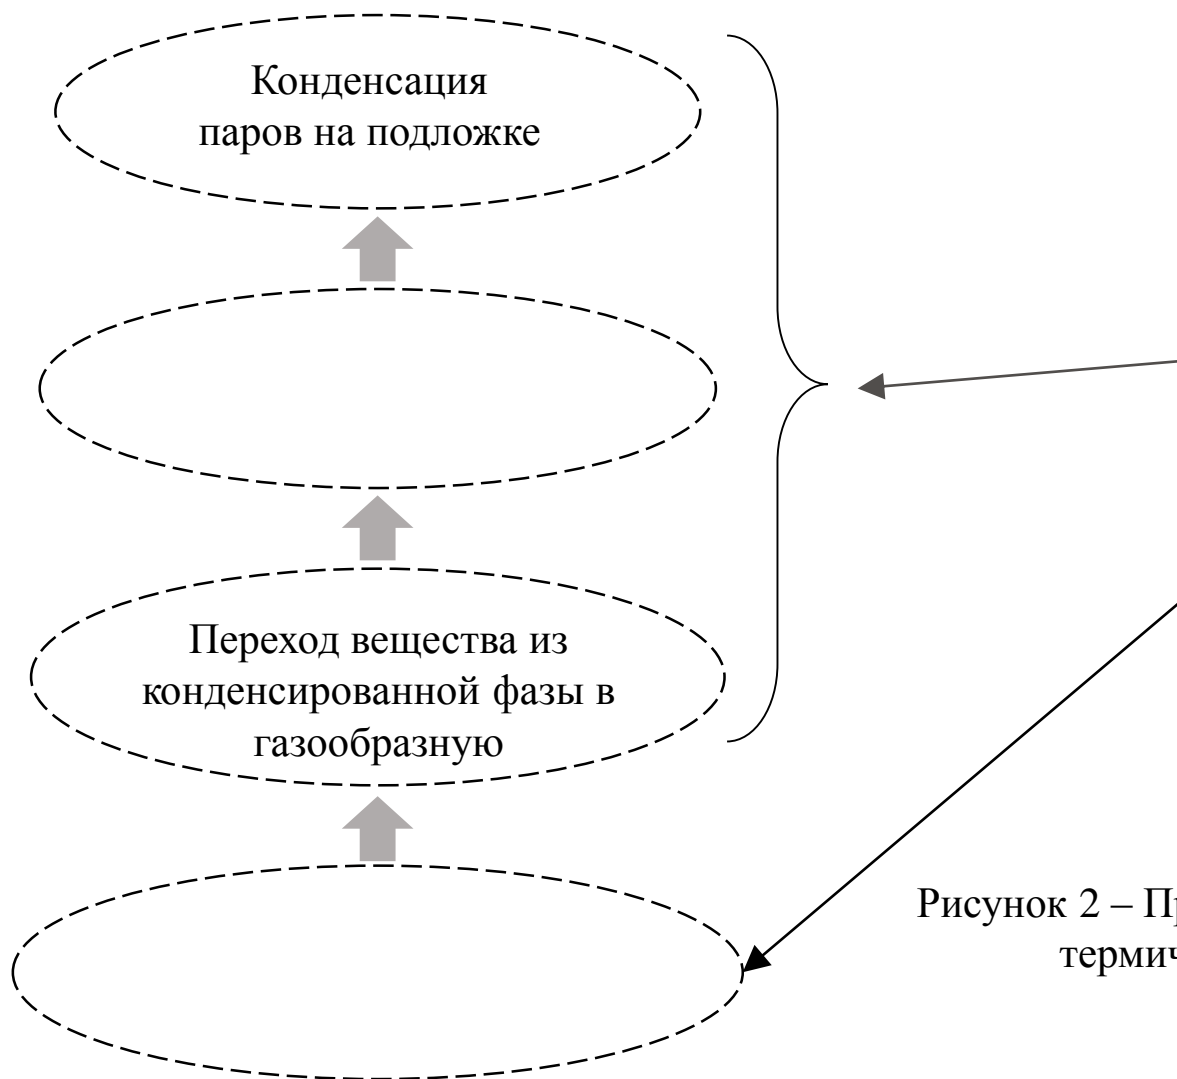 Конденсация
паров на подложке
Переход вещества из
конденсированной фазы в
газообразную
Рисунок 2 – Пр
термич